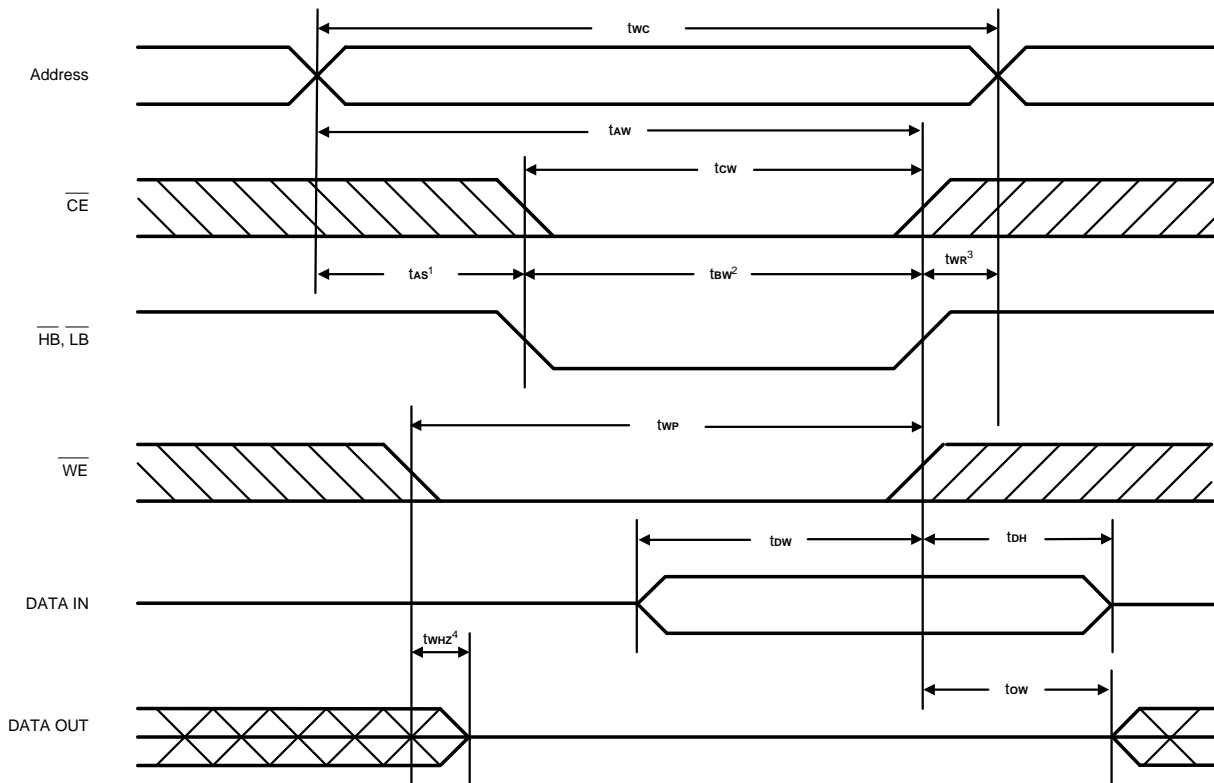 tWC
Address
tAW
tCW
CE
tAS1 tBW2 tWR3
HB, LB
tWP
WE
tDW tDH
DATA IN
tWHZ4
tOW
DATA OUT